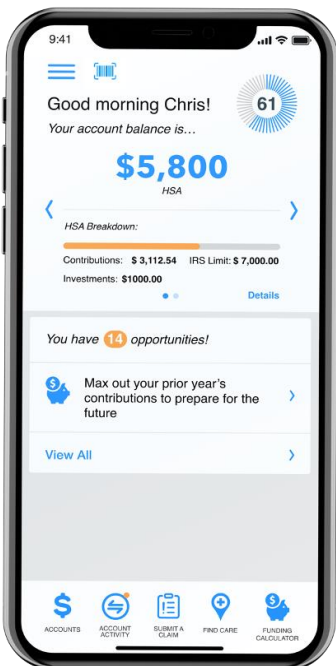 9:41
Good morning Chris!
61
Your account balance is...
$5,800
HSA
HSA Breakdown:
Contributions: $ 3,112.54 IRS Limit: $ 7,000.00
Investments: $1000.00
Details
You have 14 opportunities!
Max out your prior year's
contributions to prepare for the
future
View All
ACCOUNTS
ACCOUNT
ACTIVITY
SUBMIT A
CLAIM
FIND CARE
FUNDING
CALCULATOR